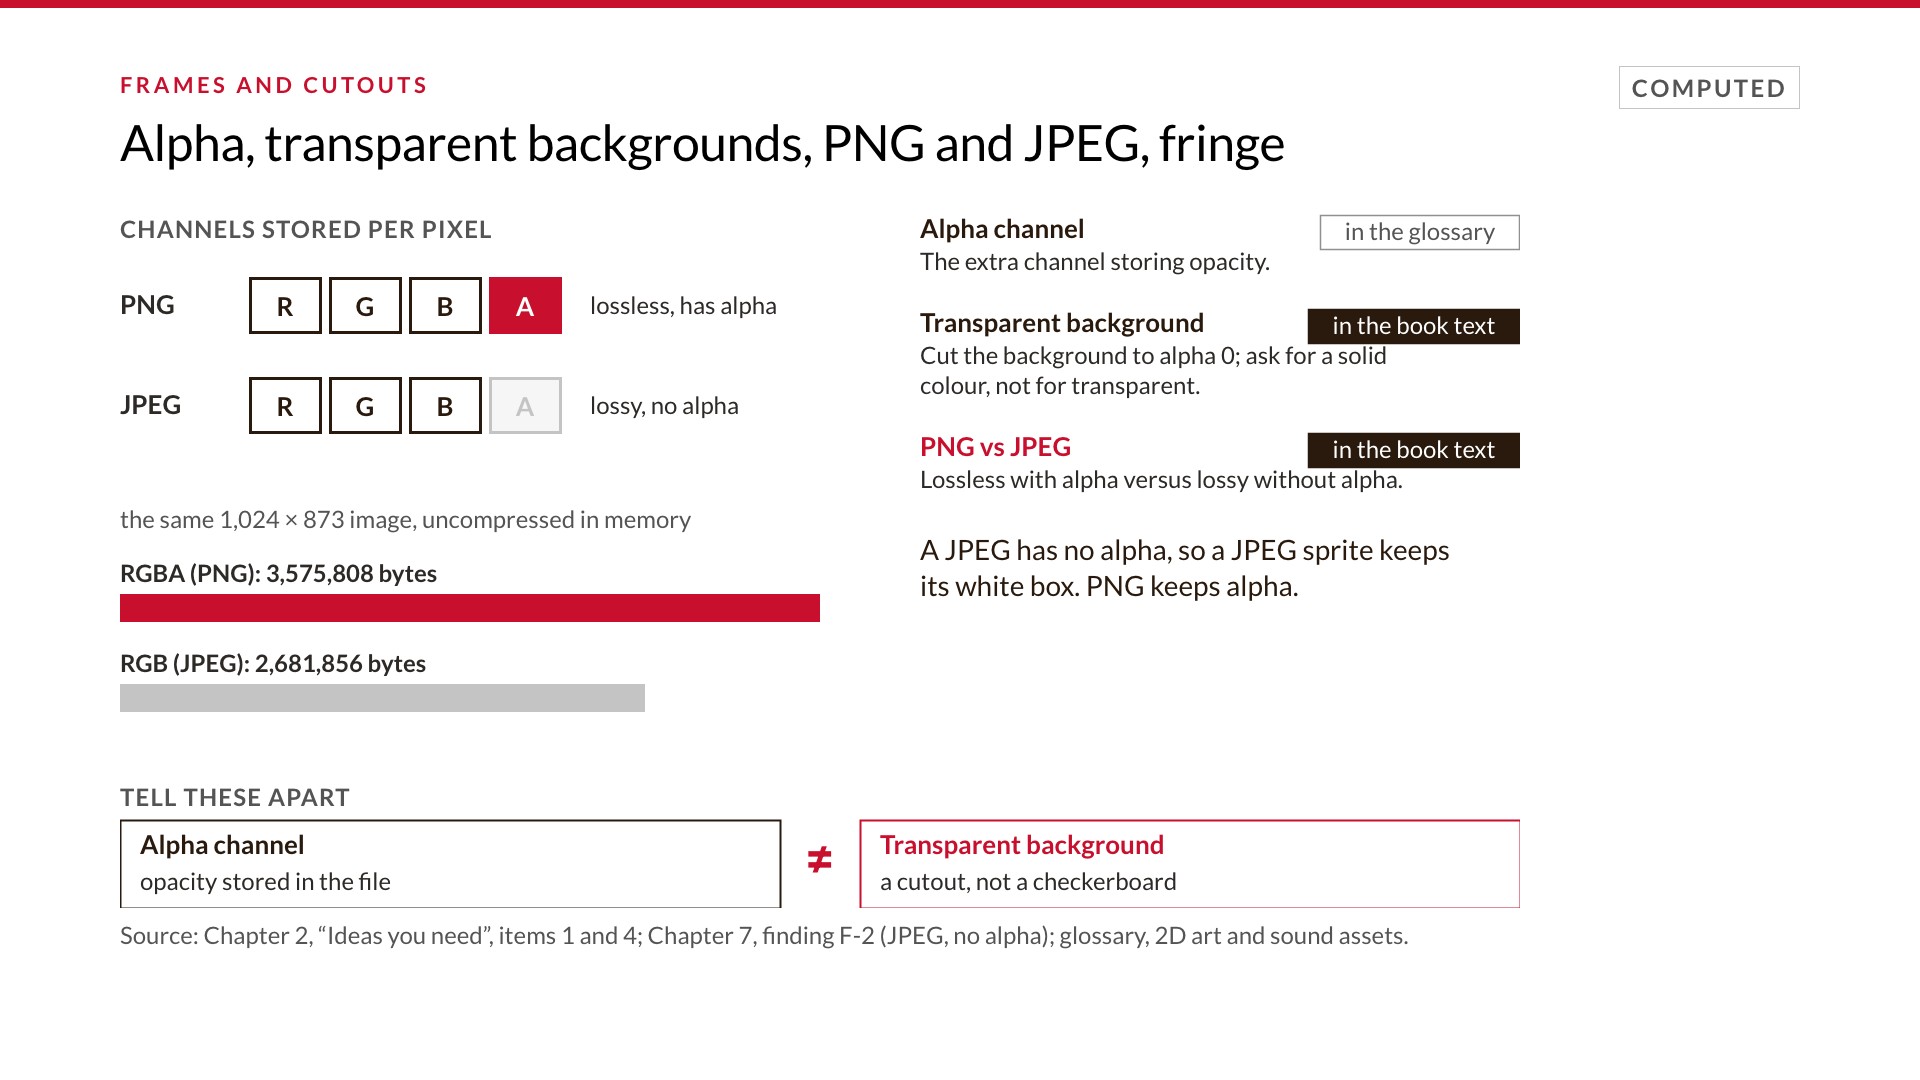 FRAMES AND CUTOUTS
COMPUTED
Alpha, transparent backgrounds, PNG and JPEG, fringe
CHANNELS STORED PER PIXEL
PNG R G B A lossless, has alpha
JPEG R G B A lossy, no alpha
the same 1,024 × 873 image, uncompressed in memory
RGBA (PNG): 3,575,808 bytes
RGB (JPEG): 2,681,856 bytes
Alpha channel in the glossary
The extra channel storing opacity.
Transparent background in the book text
Cut the background to alpha 0; ask for a solid
colour, not for transparent.
PNG vs JPEG in the book text
Lossless with alpha versus lossy without alpha.
A JPEG has no alpha, so a JPEG sprite keeps
its white box. PNG keeps alpha.
TELL THESE APART
Alpha channel
opacity stored in the file
≠
Transparent background
a cutout, not a checkerboard
Source: Chapter 2, “Ideas you need”, items 1 and 4; Chapter 7, finding F-2 (JPEG, no alpha); glossary, 2D art and sound assets.